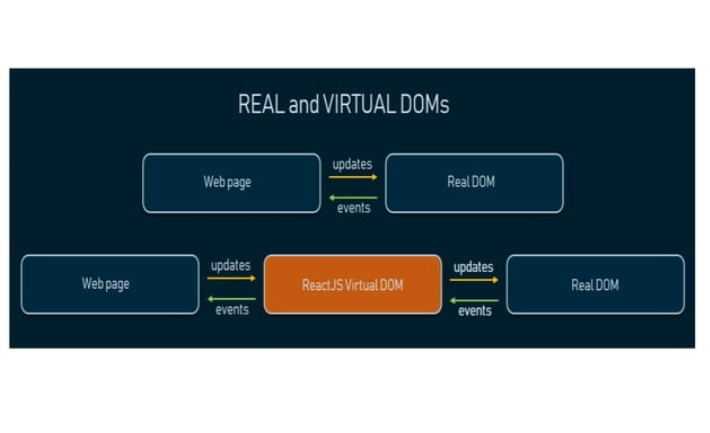 REAL and VIRTUAL DOMs
updates
Web page
Real DOM
events
updates
updates
Web page
ReactJS Virtual DOM
Real DOM
events
events